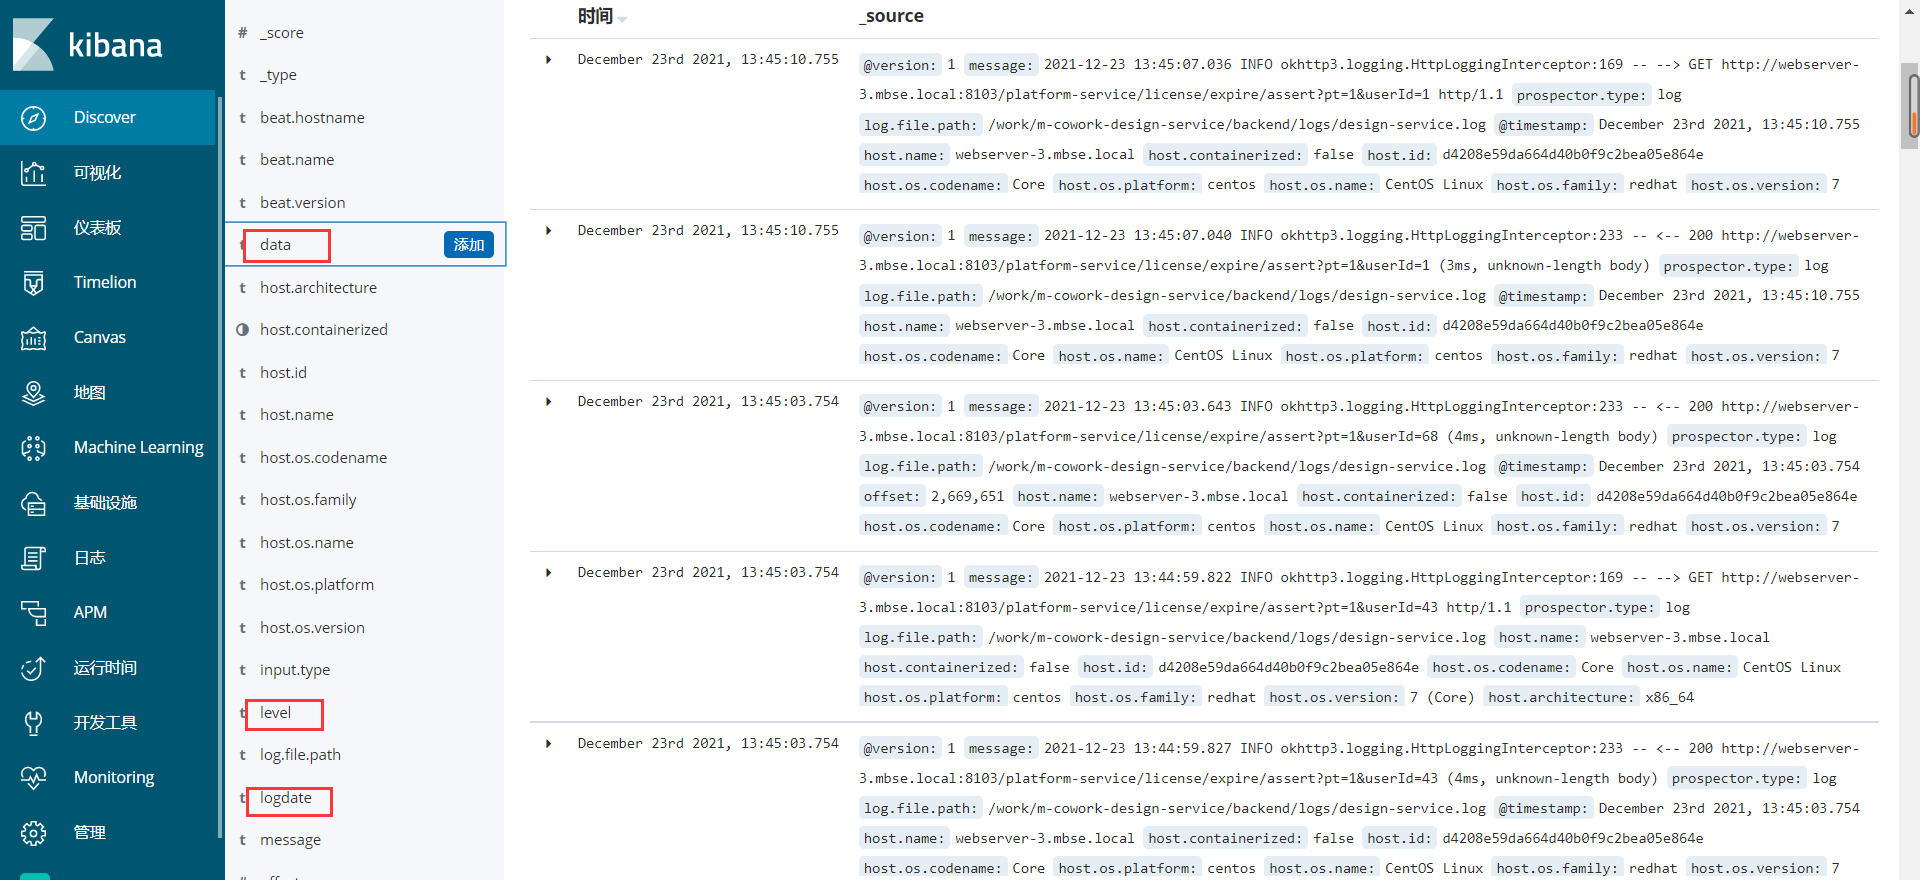 kibana
Discover
可视化
仪表板
Timelion
Canvas
地图
Machine Learning
基础设施
日志
APM
运行时间
开发工具
Monitoring
管理
# _score
t _type
t beat.hostname
t beat.name
t beat.version
t data 添加
t host.architecture
host.containerized
t host.id
t host.name
t host.os.codename
t host.os.family
t host.os.name
t host.os.platform
t host.os.version
t input.type
t level
t log.file.path
t logdate
t message
时间 _source
December 23rd 2021, 13:45:10.755
@version: 1 message: 2021-12-23 13:45:07.036 INFO okhttp3.logging.HttpLoggingInterceptor:169 -- --> GET http://webserver-
3.mbse.local:8103/platform-service/license/expire/assert?pt=1&userId=1 http/1.1 prospector.type: log
log.file.path: /work/m-cowork-design-service/backend/logs/design-service.log @timestamp: December 23rd 2021, 13:45:10.755
host.name: webserver-3.mbse.local host.containerized: false host.id: d4208e59da664d40b0f9c2bea05e864e
host.os.codename: Core host.os.platform: centos host.os.name: CentOS Linux host.os.family: redhat host.os.version: 7
December 23rd 2021, 13:45:10.755
@version: 1 message: 2021-12-23 13:45:07.040 INFO okhttp3.logging.HttpLoggingInterceptor:233 -- <-- 200 http://webserver-
3.mbse.local:8103/platform-service/license/expire/assert?pt=1&userId=1 (3ms, unknown-length body) prospector.type: log
log.file.path: /work/m-cowork-design-service/backend/logs/design-service.log @timestamp: December 23rd 2021, 13:45:10.755
host.name: webserver-3.mbse.local host.containerized: false host.id: d4208e59da664d40b0f9c2bea05e864e
host.os.codename: Core host.os.name: CentOS Linux host.os.platform: centos host.os.family: redhat host.os.version: 7
December 23rd 2021, 13:45:03.754
@version: 1 message: 2021-12-23 13:45:03.643 INFO okhttp3.logging.HttpLoggingInterceptor:233 -- <-- 200 http://webserver-
3.mbse.local:8103/platform-service/license/expire/assert?pt=1&userId=68 (4ms, unknown-length body) prospector.type: log
log.file.path: /work/m-cowork-design-service/backend/logs/design-service.log @timestamp: December 23rd 2021, 13:45:03.754
offset: 2,669,651 host.name: webserver-3.mbse.local host.containerized: false host.id: d4208e59da664d40b0f9c2bea05e864e
host.os.codename: Core host.os.platform: centos host.os.name: CentOS Linux host.os.family: redhat host.os.version: 7
December 23rd 2021, 13:45:03.754
@version: 1 message: 2021-12-23 13:44:59.822 INFO okhttp3.logging.HttpLoggingInterceptor:169 -- --> GET http://webserver-
3.mbse.local:8103/platform-service/license/expire/assert?pt=1&userId=43 http/1.1 prospector.type: log
log.file.path: /work/m-cowork-design-service/backend/logs/design-service.log host.name: webserver-3.mbse.local
host.containerized: false host.id: d4208e59da664d40b0f9c2bea05e864e host.os.codename: Core host.os.name: CentOS Linux
host.os.platform: centos host.os.family: redhat host.os.version: 7 (Core) host.architecture: x86_64
December 23rd 2021, 13:45:03.754
@version: 1 message: 2021-12-23 13:44:59.827 INFO okhttp3.logging.HttpLoggingInterceptor:233 -- <-- 200 http://webserver-
3.mbse.local:8103/platform-service/license/expire/assert?pt=1&userId=43 (4ms, unknown-length body) prospector.type: log
log.file.path: /work/m-cowork-design-service/backend/logs/design-service.log @timestamp: December 23rd 2021, 13:45:03.754
host.name: webserver-3.mbse.local host.containerized: false host.id: d4208e59da664d40b0f9c2bea05e864e
host.os.codename: Core host.os.platform: centos host.os.name: CentOS Linux host.os.family: redhat host.os.version: 7